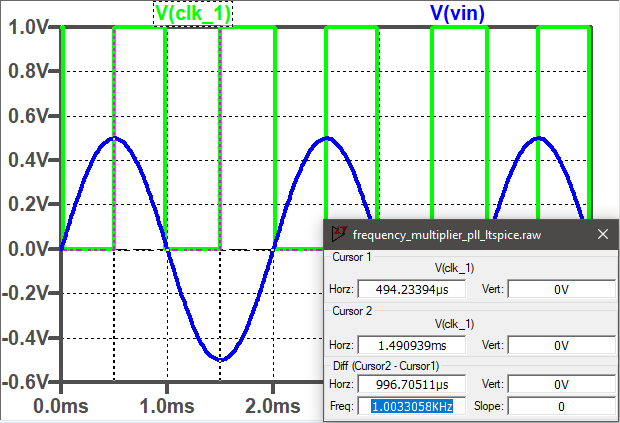 V(clk_1) V(vin)
1.0V
0.8V
0.6V
0.4V
0.2V
0.0V
-0.2V
-0.4V
-0.6V
0.0ms 1.0ms 2.0ms
frequency_multiplier_pll_ltspice.raw
Cursor 1
V(clk_1)
Horz: 494.23394µs Vert: 0V
Cursor 2
V(clk_1)
Horz: 1.490939ms Vert: 0V
Diff (Cursor2 - Cursor1)
Horz: 996.70511µs Vert: 0V
Freq: 1.0033058KHz Slope: 0